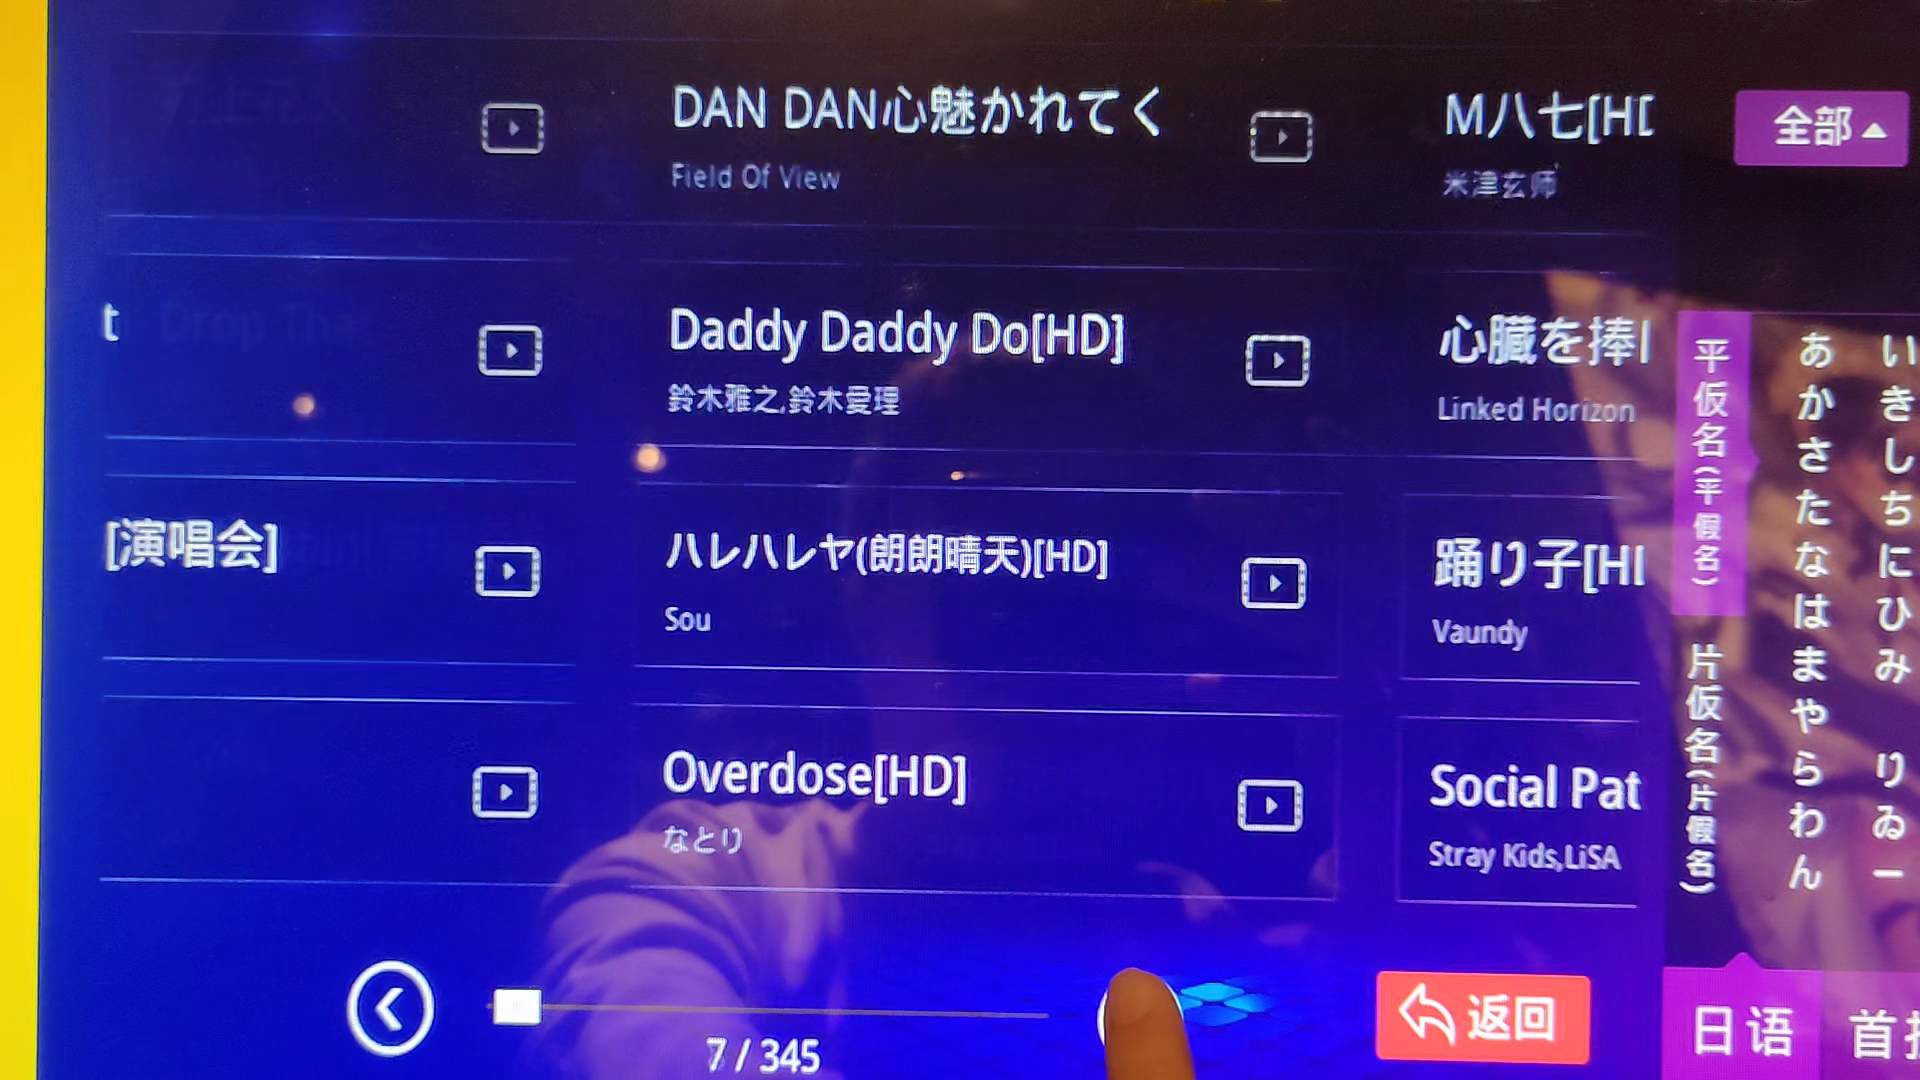 DAN DAN心魅かれてく
Field Of View
M八七[HD
米津玄师
全部
t
Daddy Daddy Do[HD]
鈴木雅之,鈴木愛理
心臓を捧
Linked Horizon
[演唱会]
ハレハレヤ(朗朗晴天)[HD]
Sou
踊り子[HD
Vaundy
Overdose[HD]
なとり
Social Pat
Stray Kids,LiSA
平仮名(平假名)
片仮名(片假名)
あかさたなはまやらわん
いきしちにひみ りゐー
7 / 345
返回
日语
首